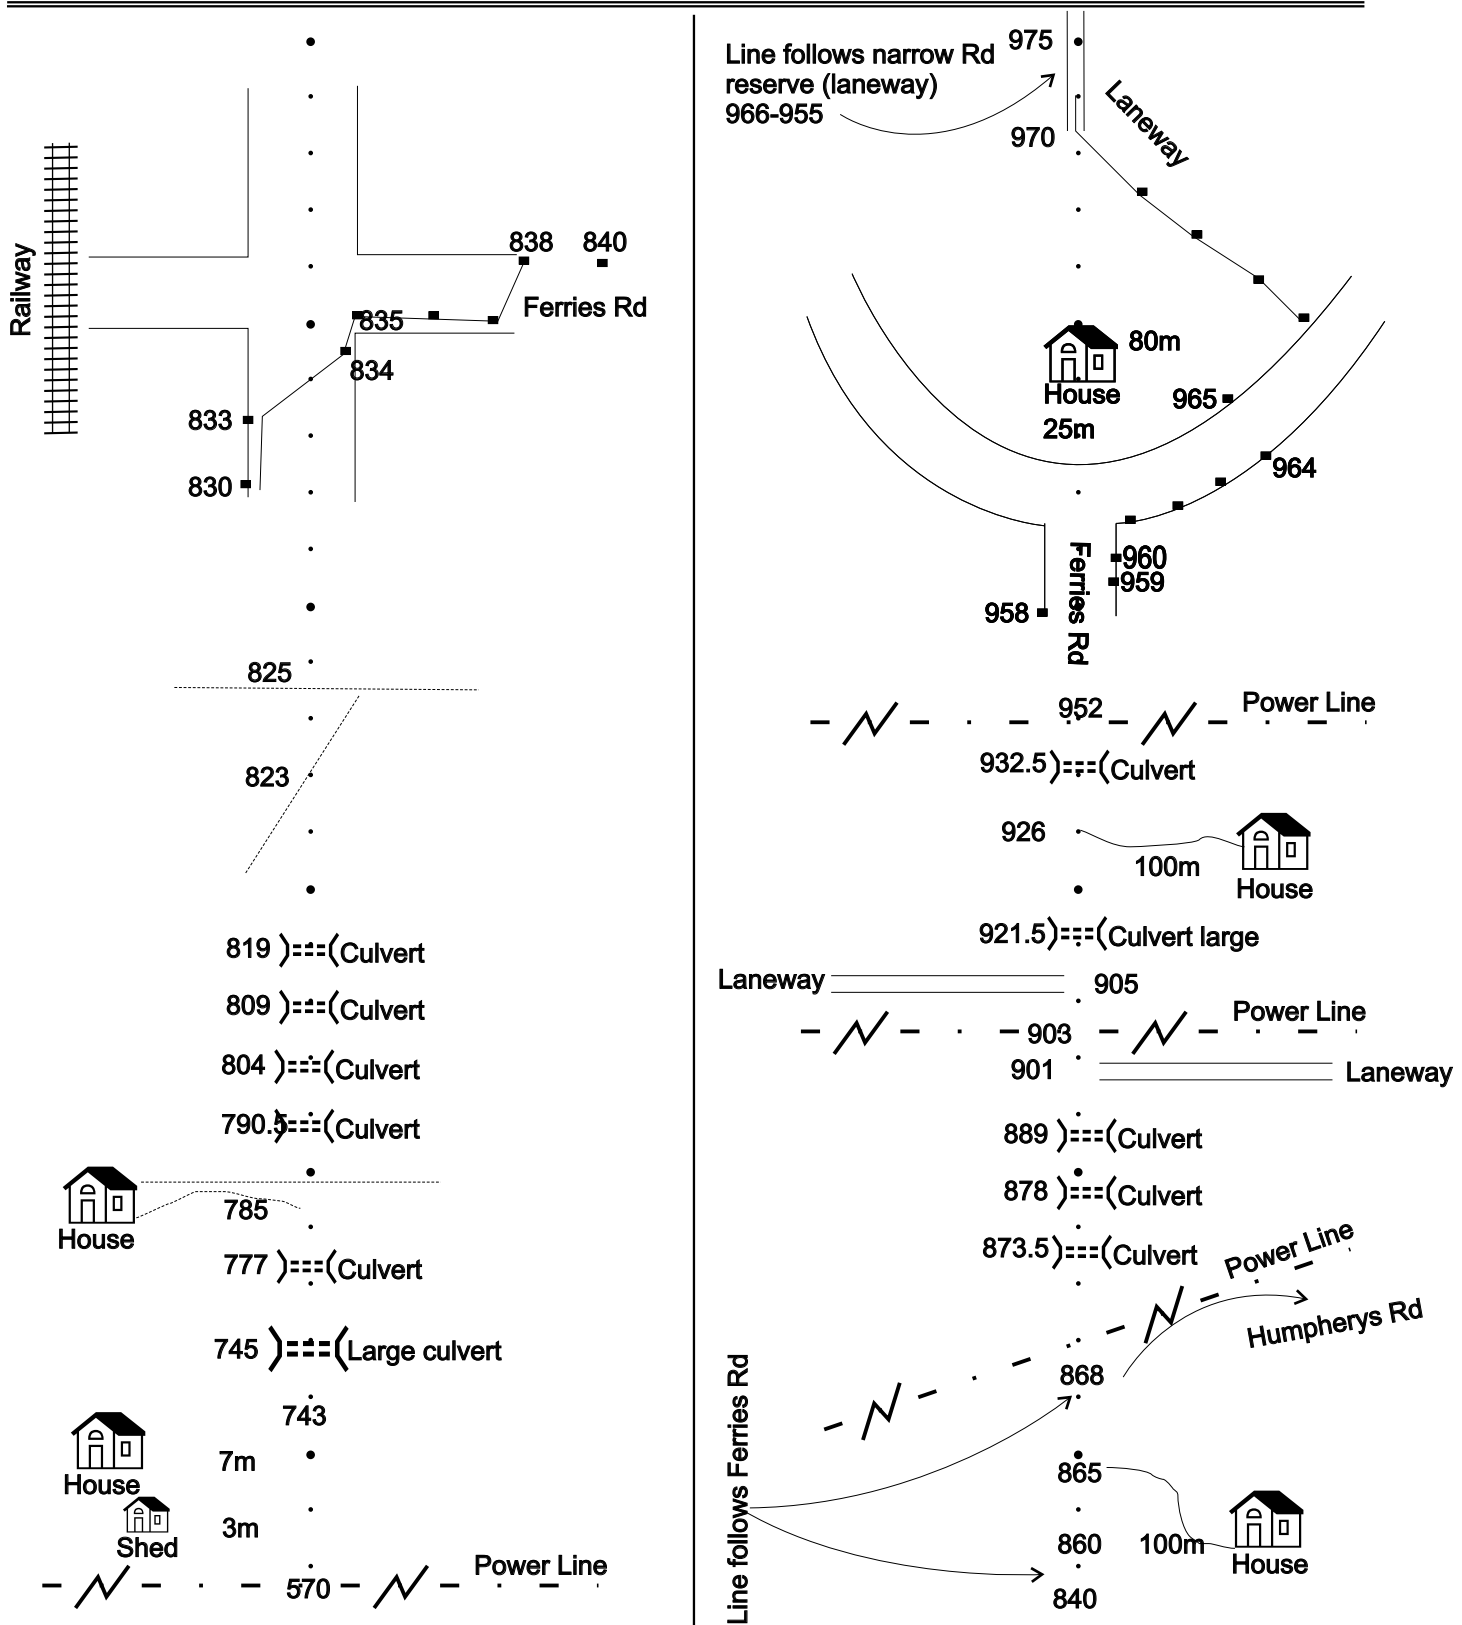 Railway
838
840
835
Ferries Rd
834
833
830
825
823
819
Culvert
809
Culvert
804
Culvert
790.5
Culvert
House
785
777
Culvert
745
Large culvert
743
House
7m
Shed
3m
Power Line
570
Line follows narrow Rd
reserve (laneway)
966-955
975
970
Laneway
80m
House
25m
965
964
960
959
958
Ferries Rd
952
Power Line
932.5
Culvert
926
100m
House
921.5
Culvert large
Laneway
905
903
Power Line
901
Laneway
889
Culvert
878
Culvert
873.5
Culvert
Power Line
Humpherys Rd
868
Line follows Ferries Rd
865
860
100m
House
840